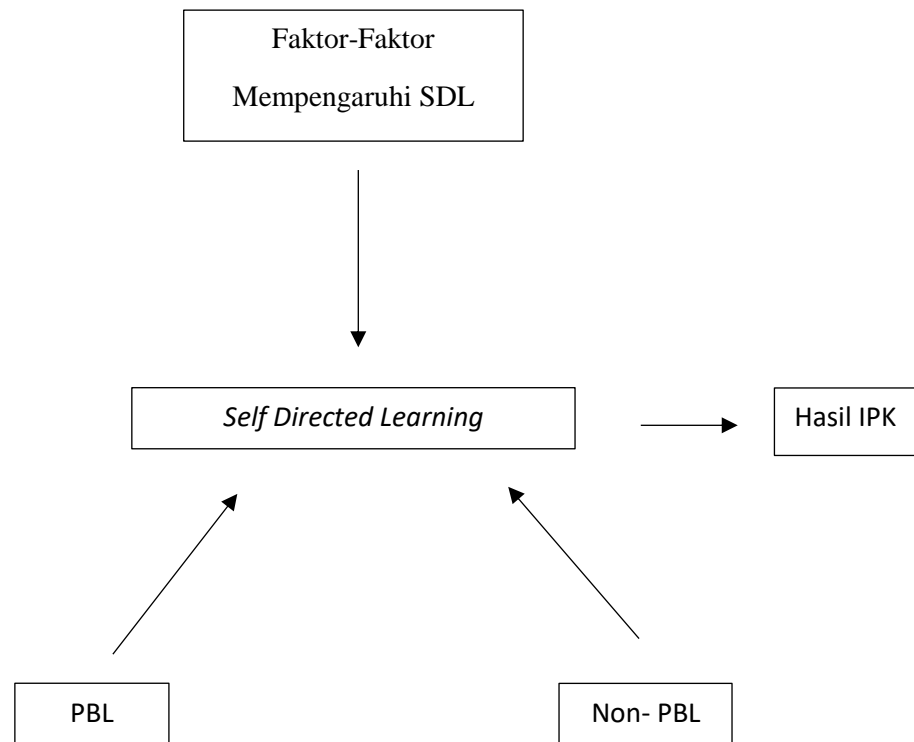 Faktor-Faktor
Mempengaruhi SDL
Self Directed Learning
Hasil IPK
PBL
Non- PBL